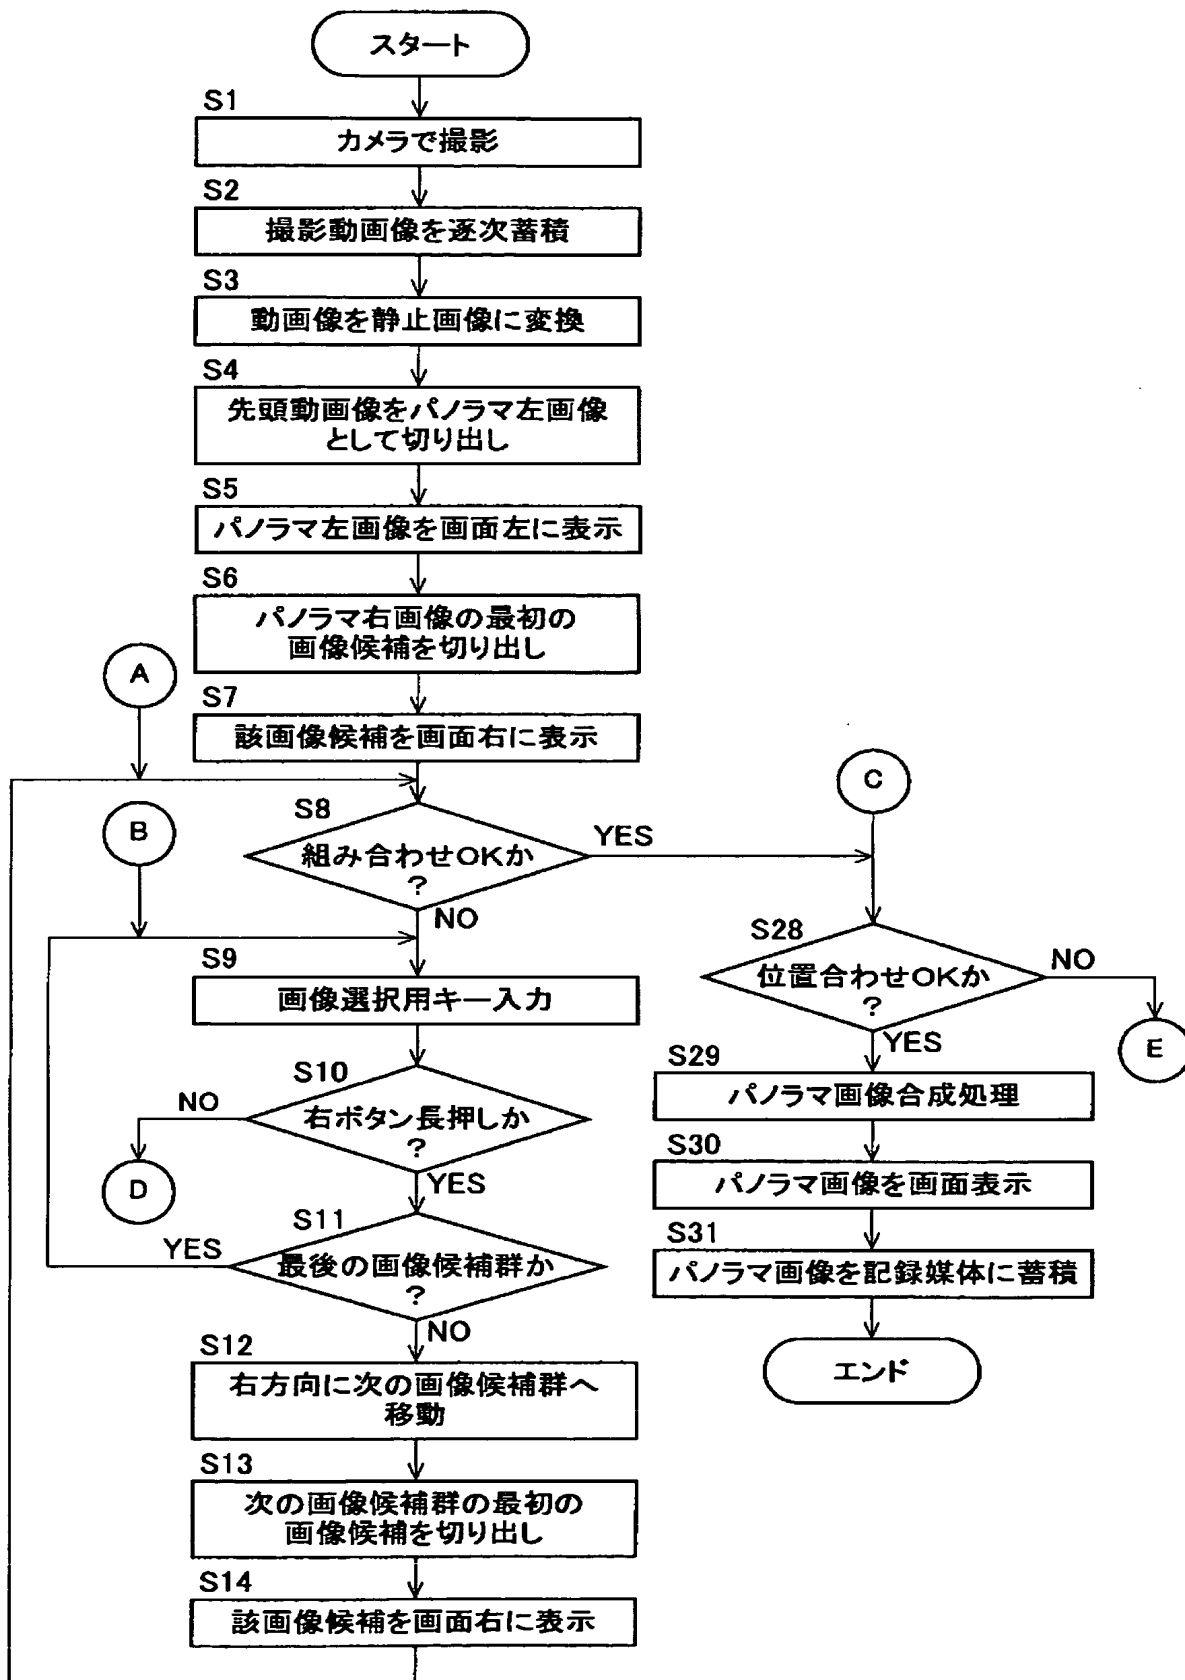 スタート
S1
カメラで撮影
S2
撮影動画像を逐次蓄積
S3
動画像を静止画像に変換
S4
先頭動画像をパノラマ左画像
として切り出し
S5
パノラマ左画像を画面左に表示
S6
パノラマ右画像の最初の
画像候補を切り出し
A
S7
該画像候補を画面右に表示
B
S8
組み合わせOKか
?
YES
NO
S9
画像選択用キー入力
S10
右ボタン長押しか
?
NO
D
YES
S11
最後の画像候補群か
?
YES
NO
S12
右方向に次の画像候補群へ
移動
S13
次の画像候補群の最初の
画像候補を切り出し
S14
該画像候補を画面右に表示
C
S28
位置合わせOKか
?
NO
E
YES
S29
パノラマ画像合成処理
S30
パノラマ画像を画面表示
S31
パノラマ画像を記録媒体に蓄積
エンド